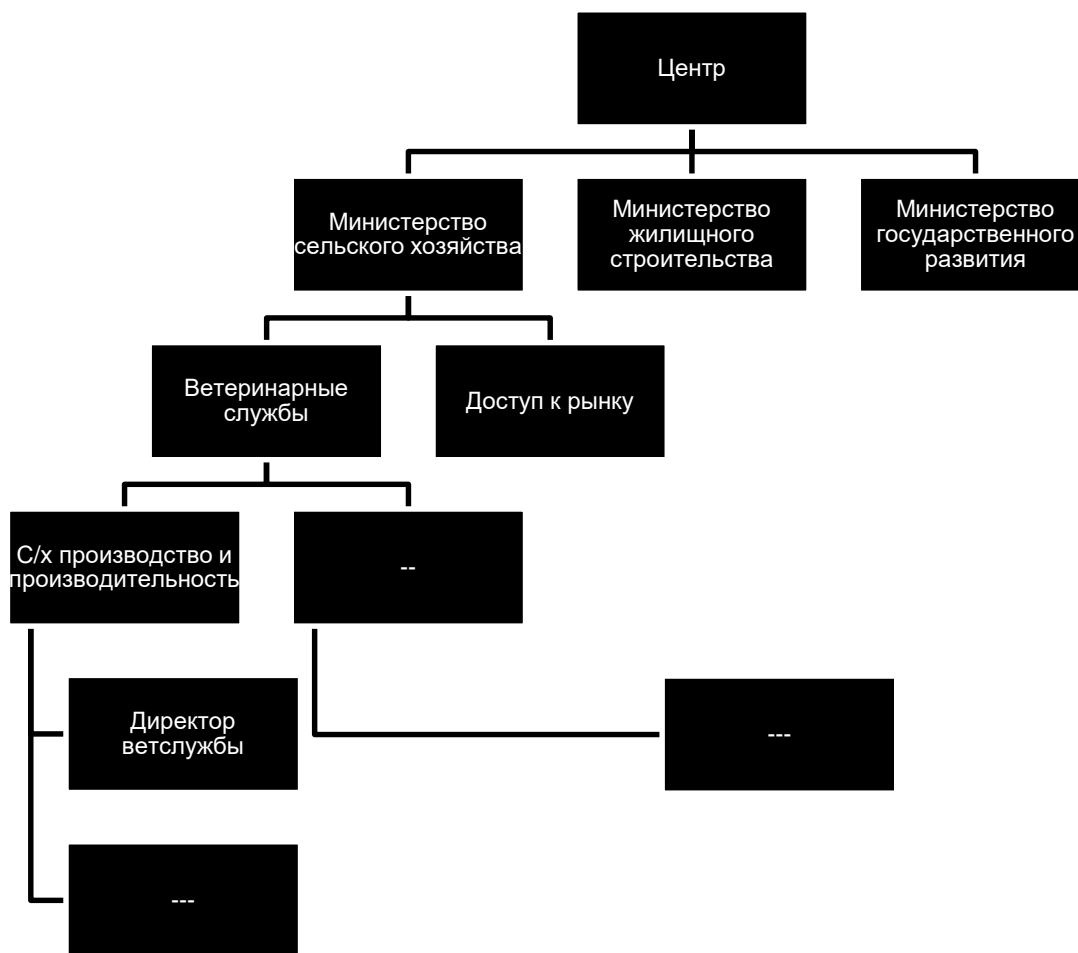 Центр
Министерство
сельского хозяйства
Министерство
жилищного
строительства
Министерство
государственного
развития
Ветеринарные
службы
Доступ к рынку
С/х производство и
производительность
--
Директор
ветслужбы
---
---